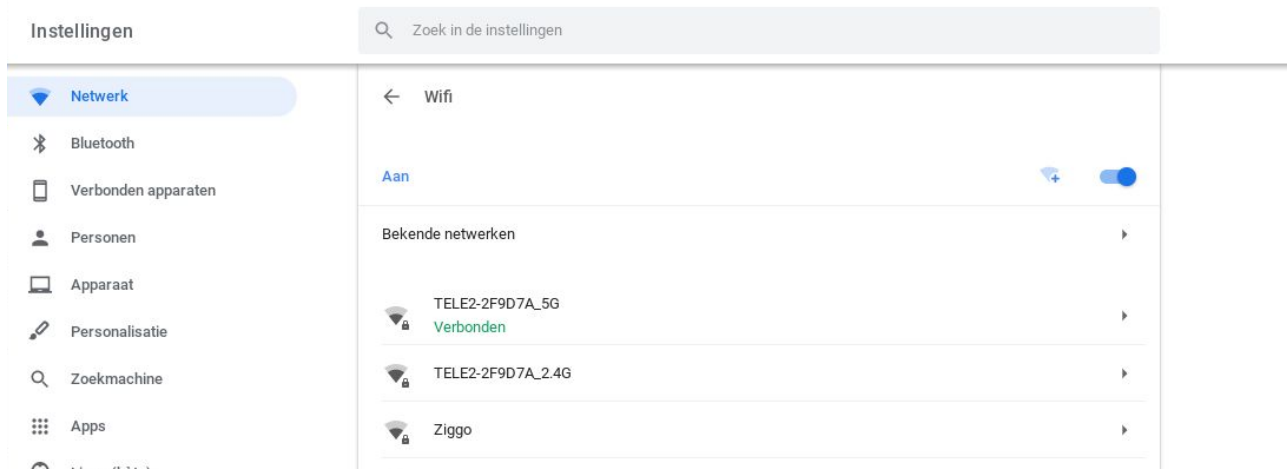 Instellingen
Zoek in de instellingen
Netwerk
Bluetooth
Verbonden apparaten
Personen
Apparaat
Personalisatie
Zoekmachine
Apps
Wifi
Aan
Bekende netwerken
TELE2-2F9D7A_5G
Verbonden
TELE2-2F9D7A_2.4G
Ziggo